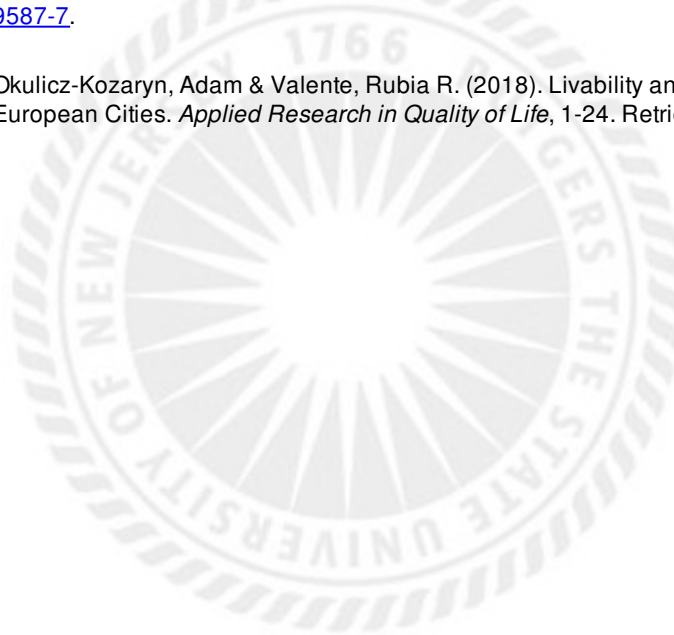 9587-7.
Okulicz-Kozaryn, Adam & Valente, Rubia R. (2018). Livability an
European Cities. Applied Research in Quality of Life, 1-24. Retri
1766
RUTGERS THE STATE UNIVERSITY OF NEW JERSEY